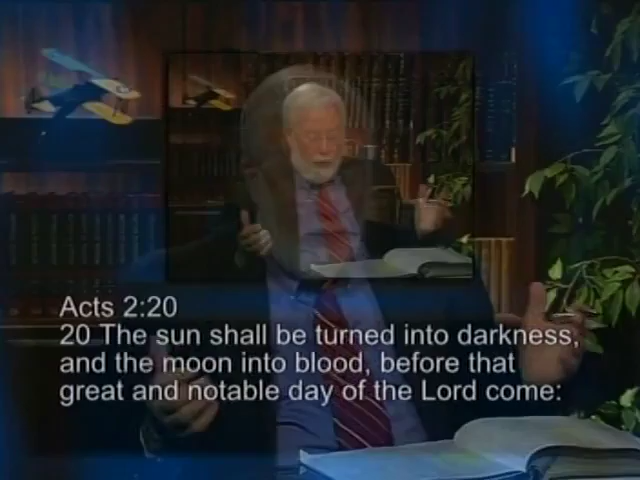 Acts 2:20
20 The sun shall be turned into darkness,
and the moon into blood, before that
great and notable day of the Lord come: